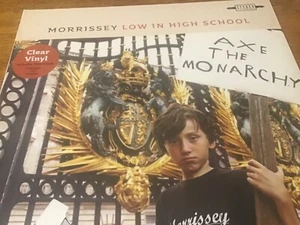 MORRISSEY LOW IN HIGH SCHOOL
Clear
Vinyl
AXE
THE
MONARCHY
Morrissey